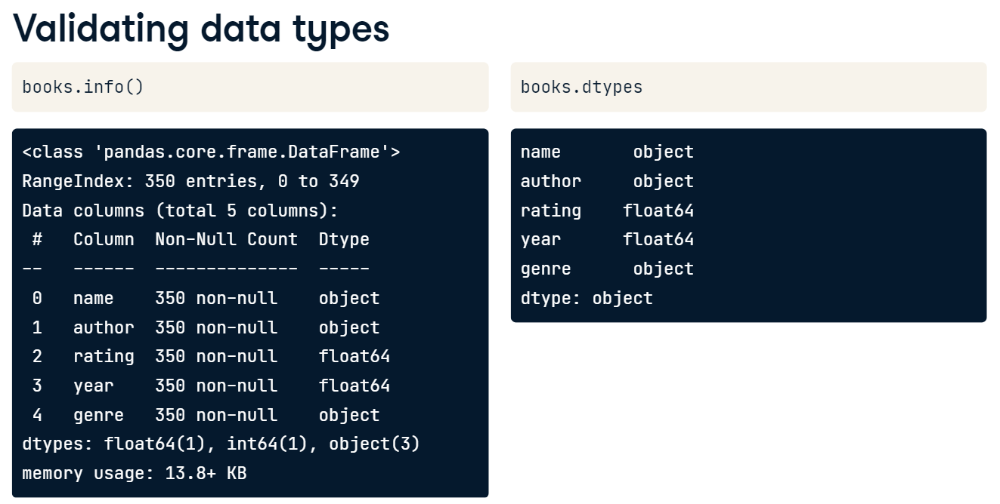 Validating data types
books.info()
<class 'pandas.core.frame.DataFrame'>
RangeIndex: 350 entries, 0 to 349
Data columns (total 5 columns):
 #   Column  Non-Null Count  Dtype
--   ------  --------------  -----
 0   name    350 non-null    object
 1   author  350 non-null    object
 2   rating  350 non-null    float64
 3   year    350 non-null    float64
 4   genre   350 non-null    object
dtypes: float64(1), int64(1), object(3)
memory usage: 13.8+ KB
books.dtypes
name       object
author     object
rating    float64
year      float64
genre      object
dtype: object